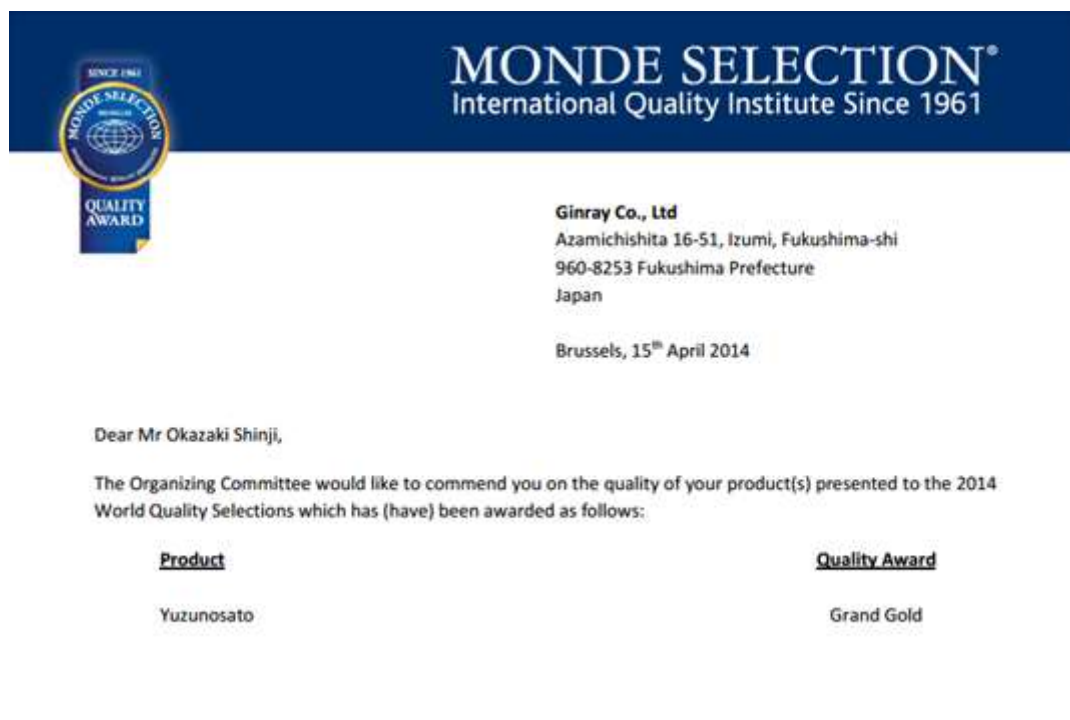 MONDE SELECTION®
International Quality Institute Since 1961
SINCE 1961
MONDE SELECTION
QUALITY
AWARD
Ginray Co., Ltd
Azamichishita 16-51, Izumi, Fukushima-shi
960-8253 Fukushima Prefecture
Japan
Brussels, 15th April 2014
Dear Mr Okazaki Shinji,
The Organizing Committee would like to commend you on the quality of your product(s) presented to the 2014
World Quality Selections which has (have) been awarded as follows:
Product Quality Award
Yuzunosato Grand Gold